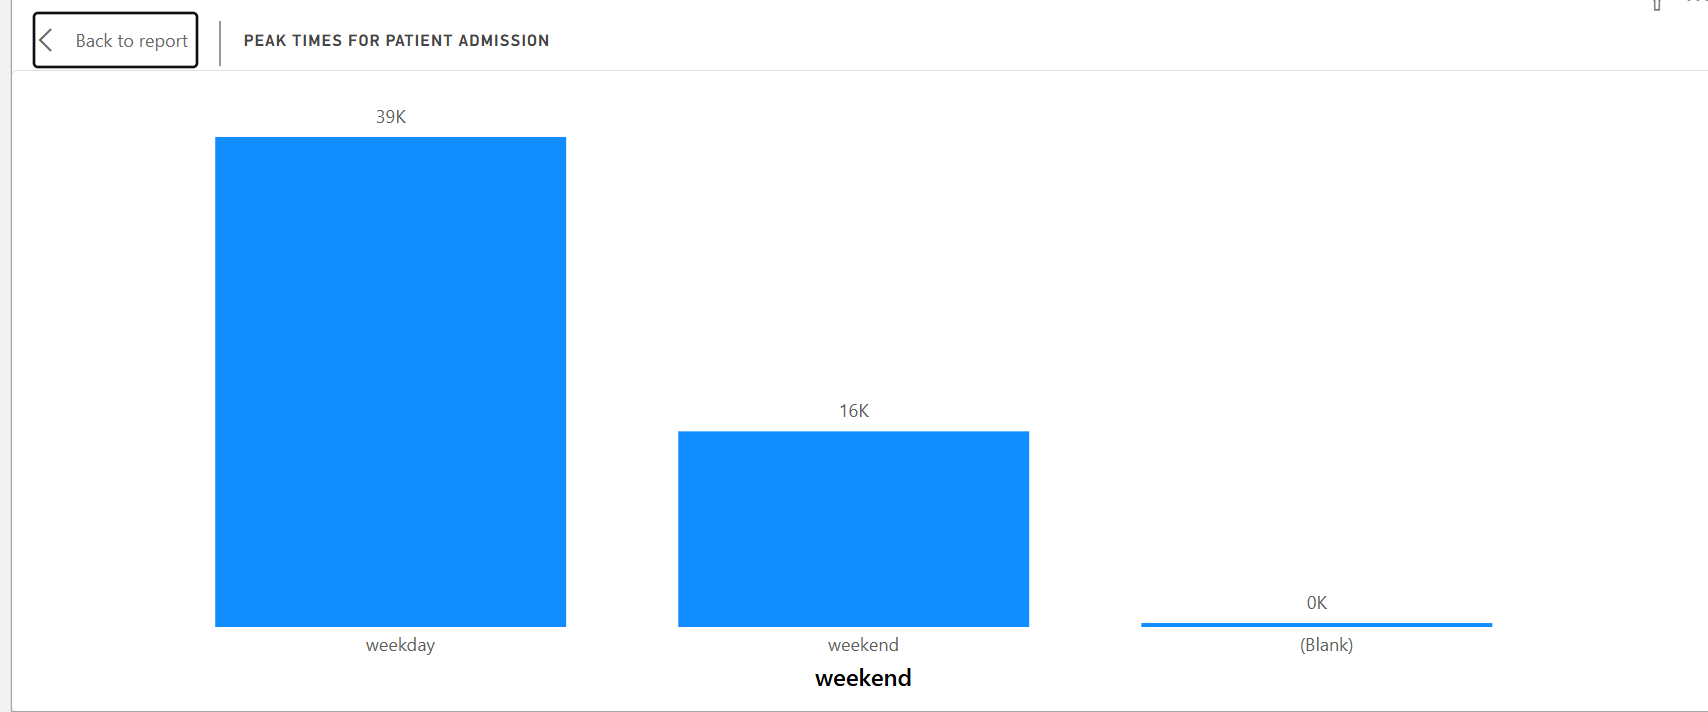 Back to report
PEAK TIMES FOR PATIENT ADMISSION
39K
16K
0K
weekday
weekend
(Blank)
weekend